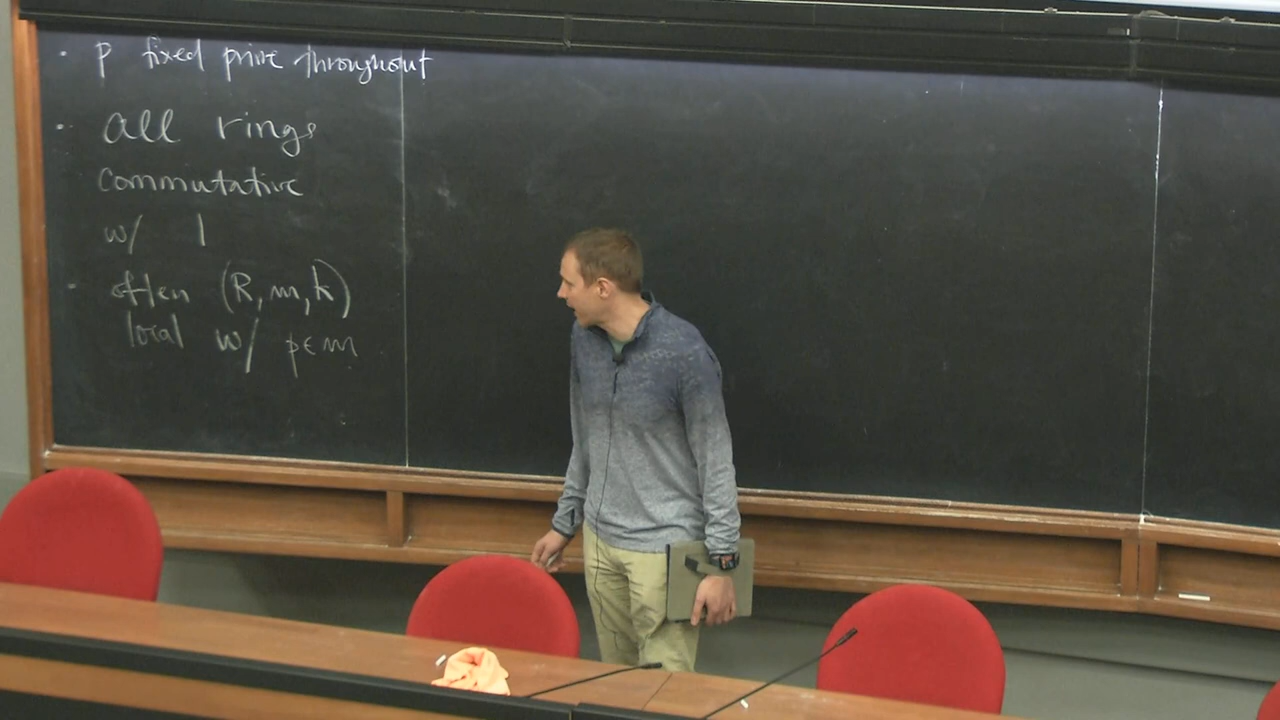 · p fixed prime throughout
· all rings
commutative
w/ 1
· often (R, m, k)
local w/ p∈m